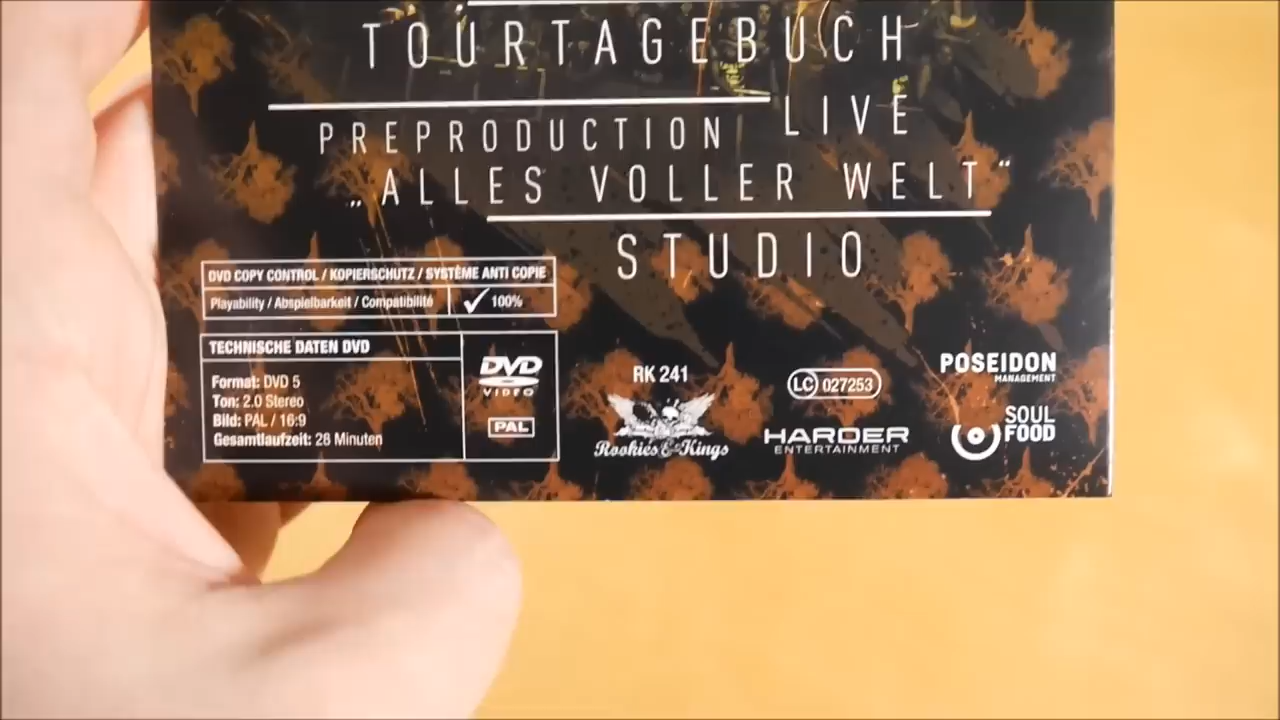 TOURTAGEBUCH
LIVE
PREPRODUCTION
„ALLES VOLLER WELT“
STUDIO
DVD COPY CONTROL / KOPIERSCHUTZ / SYSTÈME ANTI COPIE
Playability / Abspielbarkeit / Compatibilité
100%
TECHNISCHE DATEN DVD
Format: DVD 5
Ton: 2.0 Stereo
Bild: PAL / 16:9
Gesamtlaufzeit: 28 Minuten
DVD
VIDEO
PAL
RK 241
Rookies & Kings
LC 027253
HARDER
ENTERTAINMENT
POSEIDON
MANAGEMENT
SOUL
FOOD